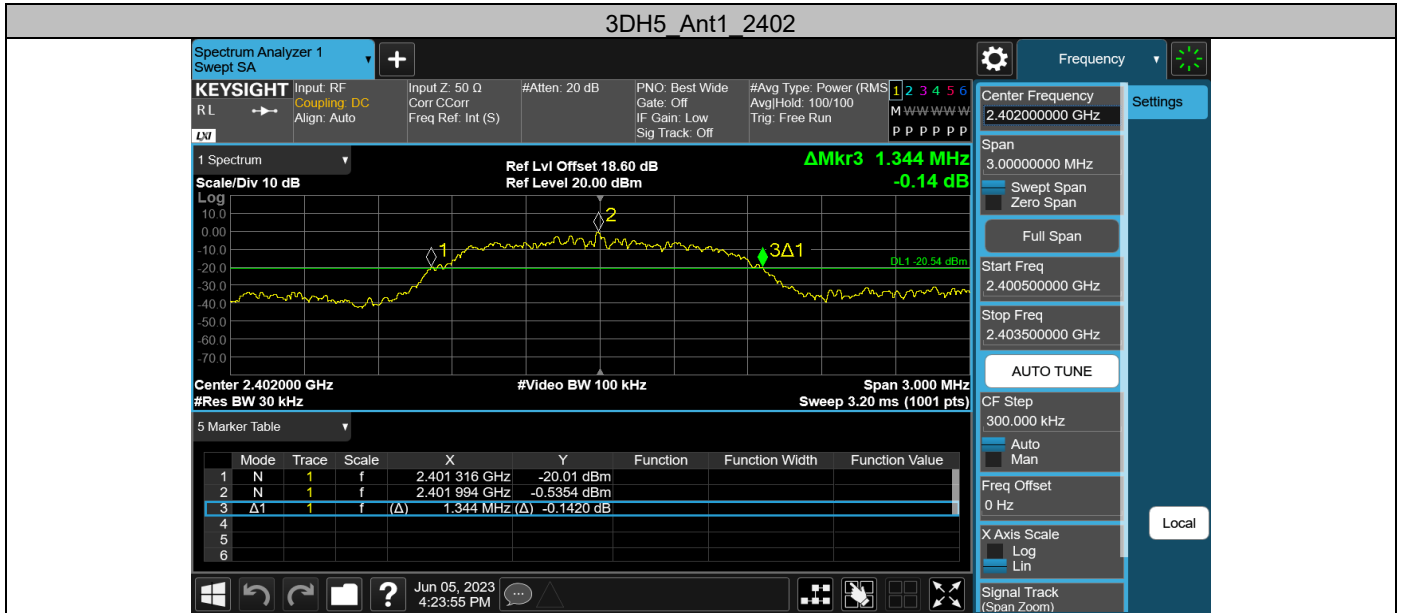 3DH5_Ant1_2402
Spectrum Analyzer 1
Swept SA
Frequency
KEYSIGHT
RL
LXI
Input: RF
Coupling: DC
Align: Auto
Input Z: 50 Ω
Corr CCorr
Freq Ref: Int (S)
#Atten: 20 dB
PNO: Best Wide
Gate: Off
IF Gain: Low
Sig Track: Off
#Avg Type: Power (RMS
Avg|Hold: 100/100
Trig: Free Run
1 2 3 4 5 6
M W W W W W
P P P P P P
1 Spectrum
Scale/Div 10 dB
Log
Ref Lvl Offset 18.60 dB
Ref Level 20.00 dBm
ΔMkr3 1.344 MHz
-0.14 dB
10.0
0.00
-10.0
-20.0
-30.0
-40.0
-50.0
-60.0
-70.0
1
2
3Δ1
DL1 -20.54 dBm
Center 2.402000 GHz
#Video BW 100 kHz
Span 3.000 MHz
#Res BW 30 kHz
Sweep 3.20 ms (1001 pts)
5 Marker Table
Mode Trace Scale X Y Function Function Width Function Value
1 N 1 f 2.401 316 GHz -20.01 dBm
2 N 1 f 2.401 994 GHz -0.5354 dBm
3 Δ1 1 f (Δ) 1.344 MHz (Δ) -0.1420 dB
4
5
6
Jun 05, 2023
4:23:55 PM
Center Frequency
2.402000000 GHz
Span
3.00000000 MHz
Swept Span
Zero Span
Full Span
Start Freq
2.400500000 GHz
Stop Freq
2.403500000 GHz
AUTO TUNE
CF Step
300.000 kHz
Auto
Man
Freq Offset
0 Hz
X Axis Scale
Log
Lin
Signal Track
(Span Zoom)
Settings
Local